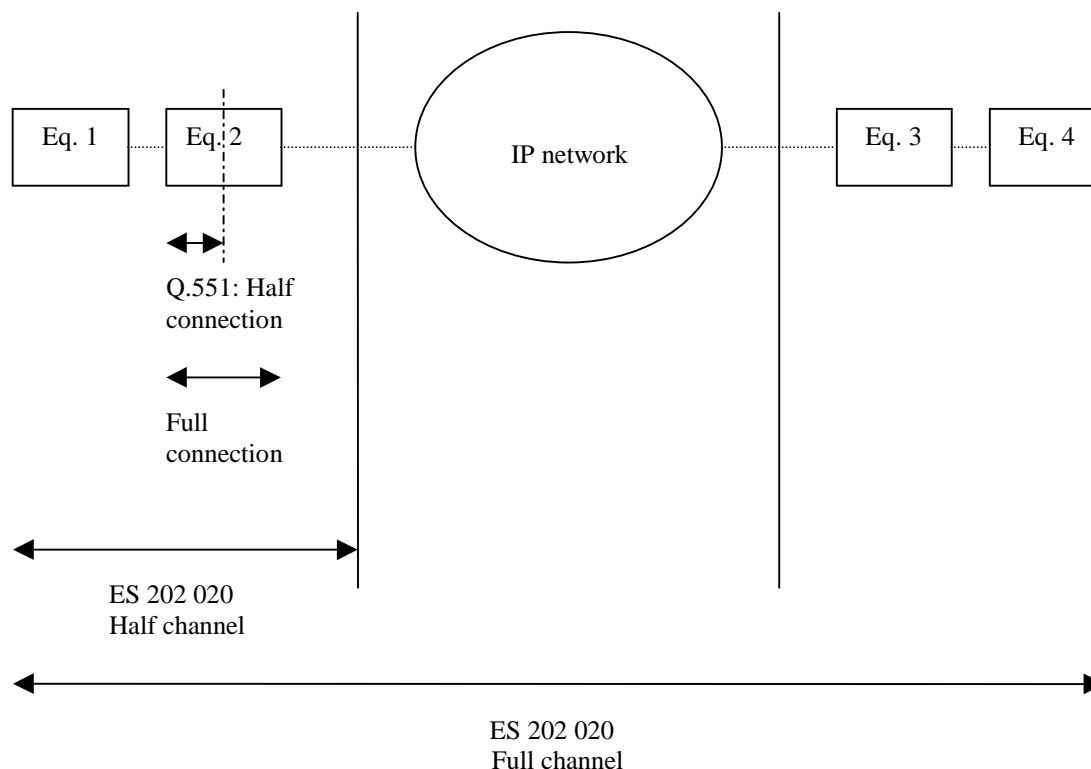 Eq. 1
Eq. 2
IP network
Eq. 3
Eq. 4
Q.551: Half
connection
Full
connection
ES 202 020
Half channel
ES 202 020
Full channel